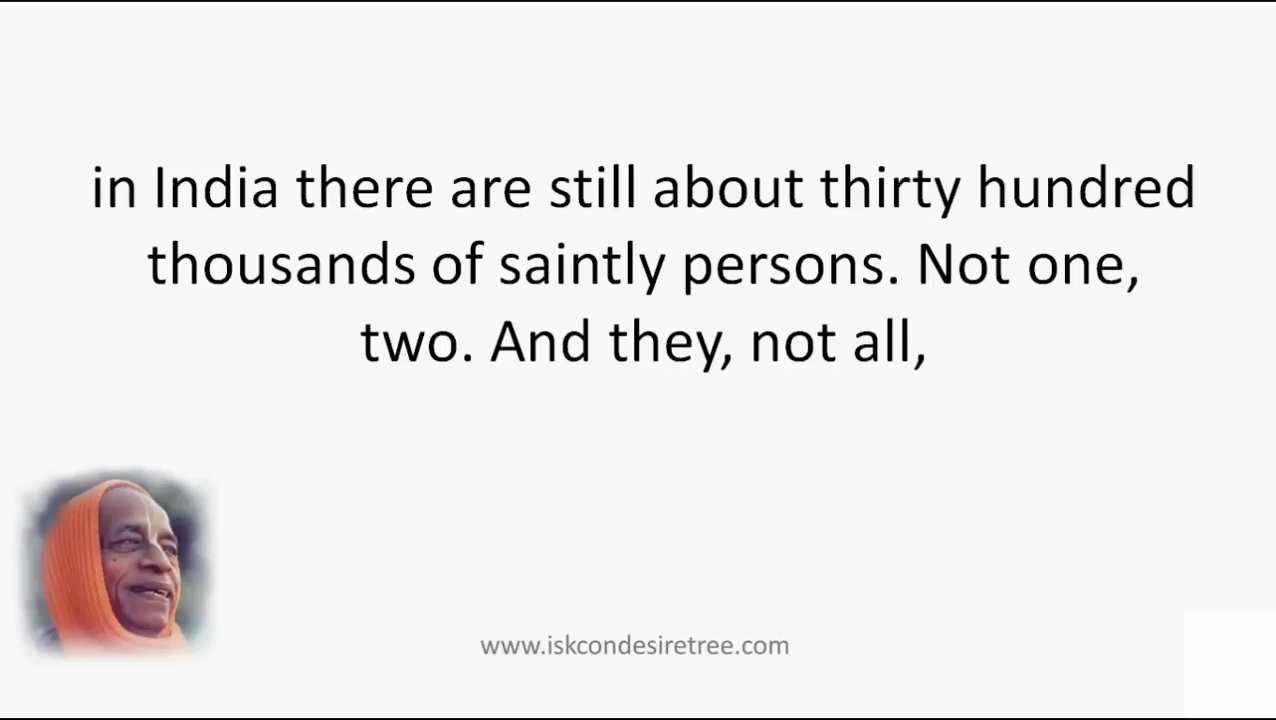 in India there are still about thirty hundred
thousands of saintly persons. Not one,
two. And they, not all,
www.iskcondesiretree.com